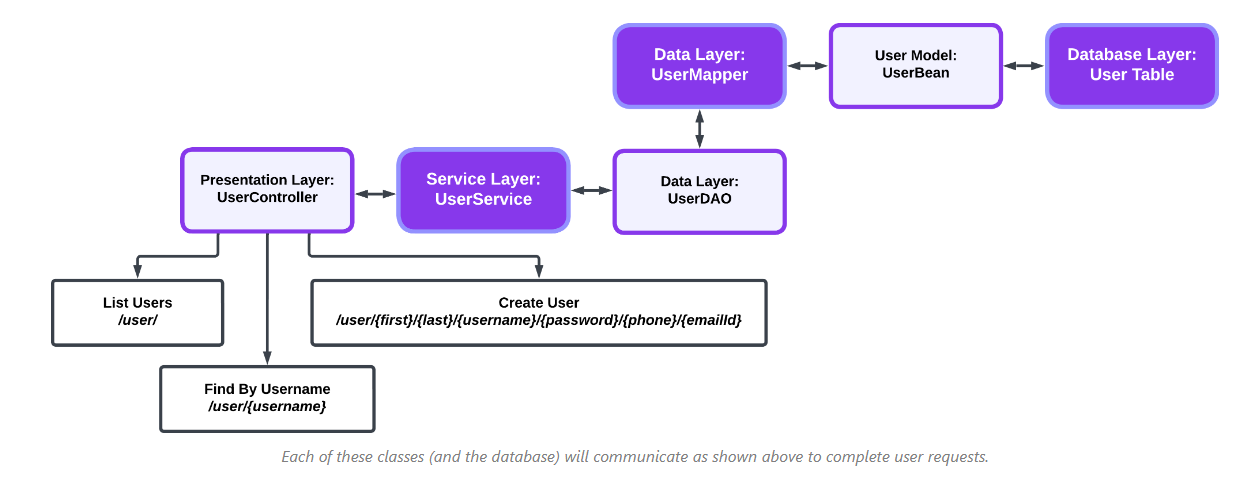 Data Layer:
UserMapper
User Model:
UserBean
Database Layer:
User Table
Presentation Layer:
UserController
Service Layer:
UserService
Data Layer:
UserDAO
List Users
/user/
Create User
/user/{first}/{last}/{username}/{password}/{phone}/{emailId}
Find By Username
/user/{username}
Each of these classes (and the database) will communicate as shown above to complete user requests.